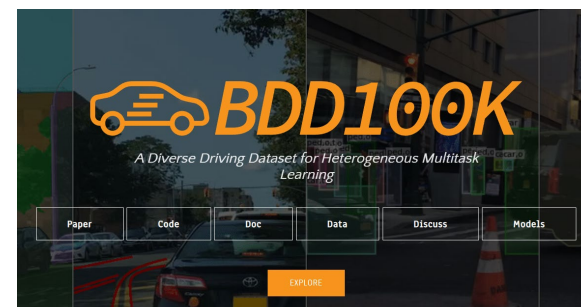 BDD100K
A Diverse Driving Dataset for Heterogeneous Multitask
Learning
Paper Code Doc Data Discuss Models
EXPLORE